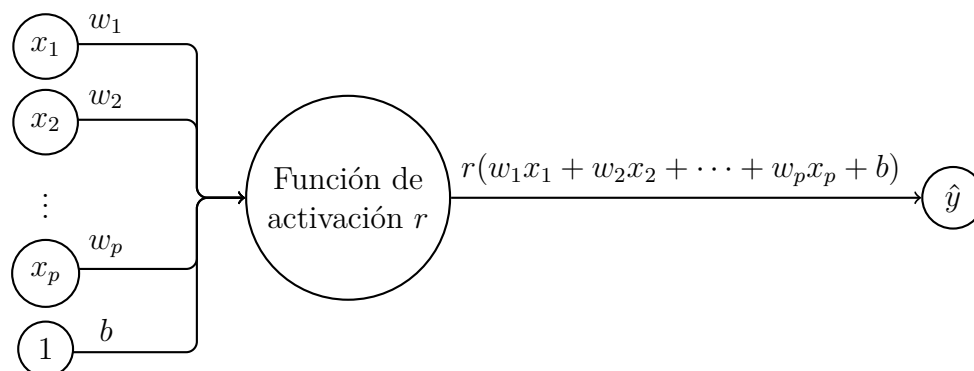 x₁
w₁
x₂
w₂
⋮
xₚ
wₚ
1
b
Función de
activación r
r(w₁x₁ + w₂x₂ + ⋯ + wₚxₚ + b)
ŷ